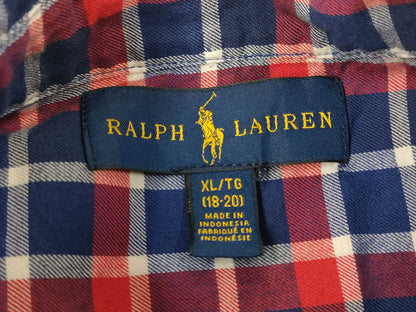 RALPH LAUREN
XL/TG
(18-20)
MADE IN
INDONESIA
FABRIQUÉ EN
INDONÉSIE